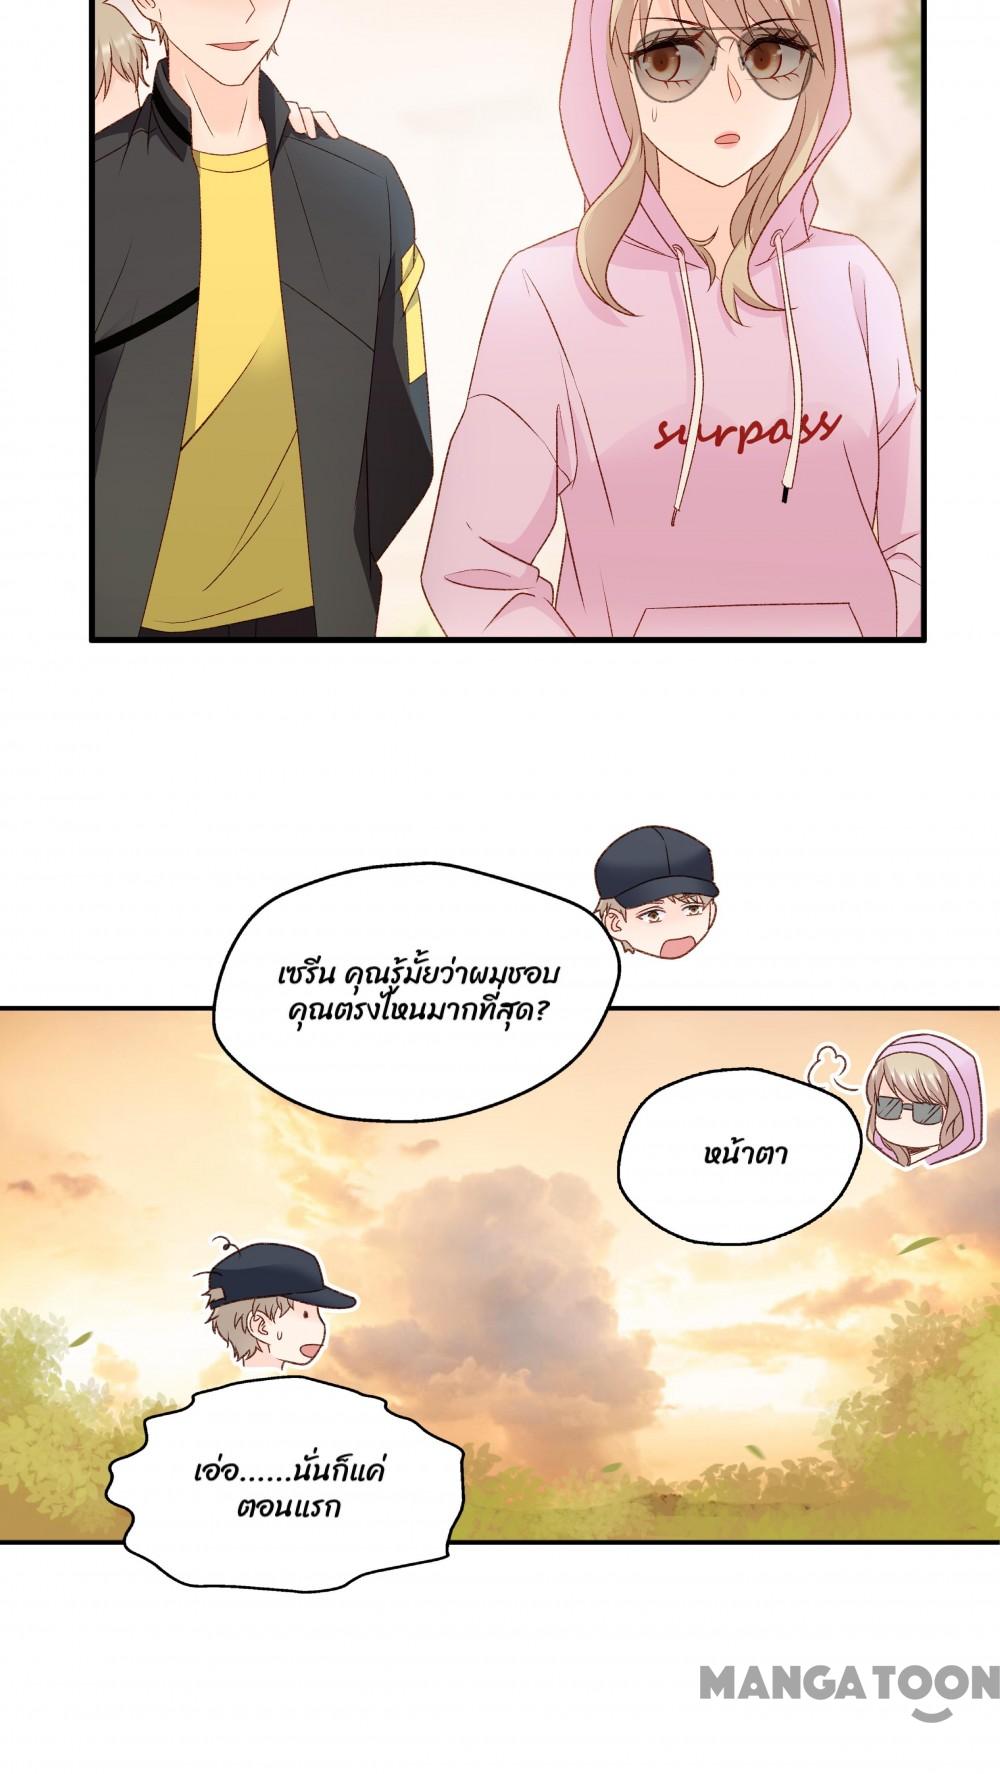 surpass
เซรีน คุณรู้มั้ยว่าผมชอบ
คุณตรงไหนมากที่สุด?
หน้าตา
เอ่อ......นั่นก็แค่
ตอนแรก
MANGATOON